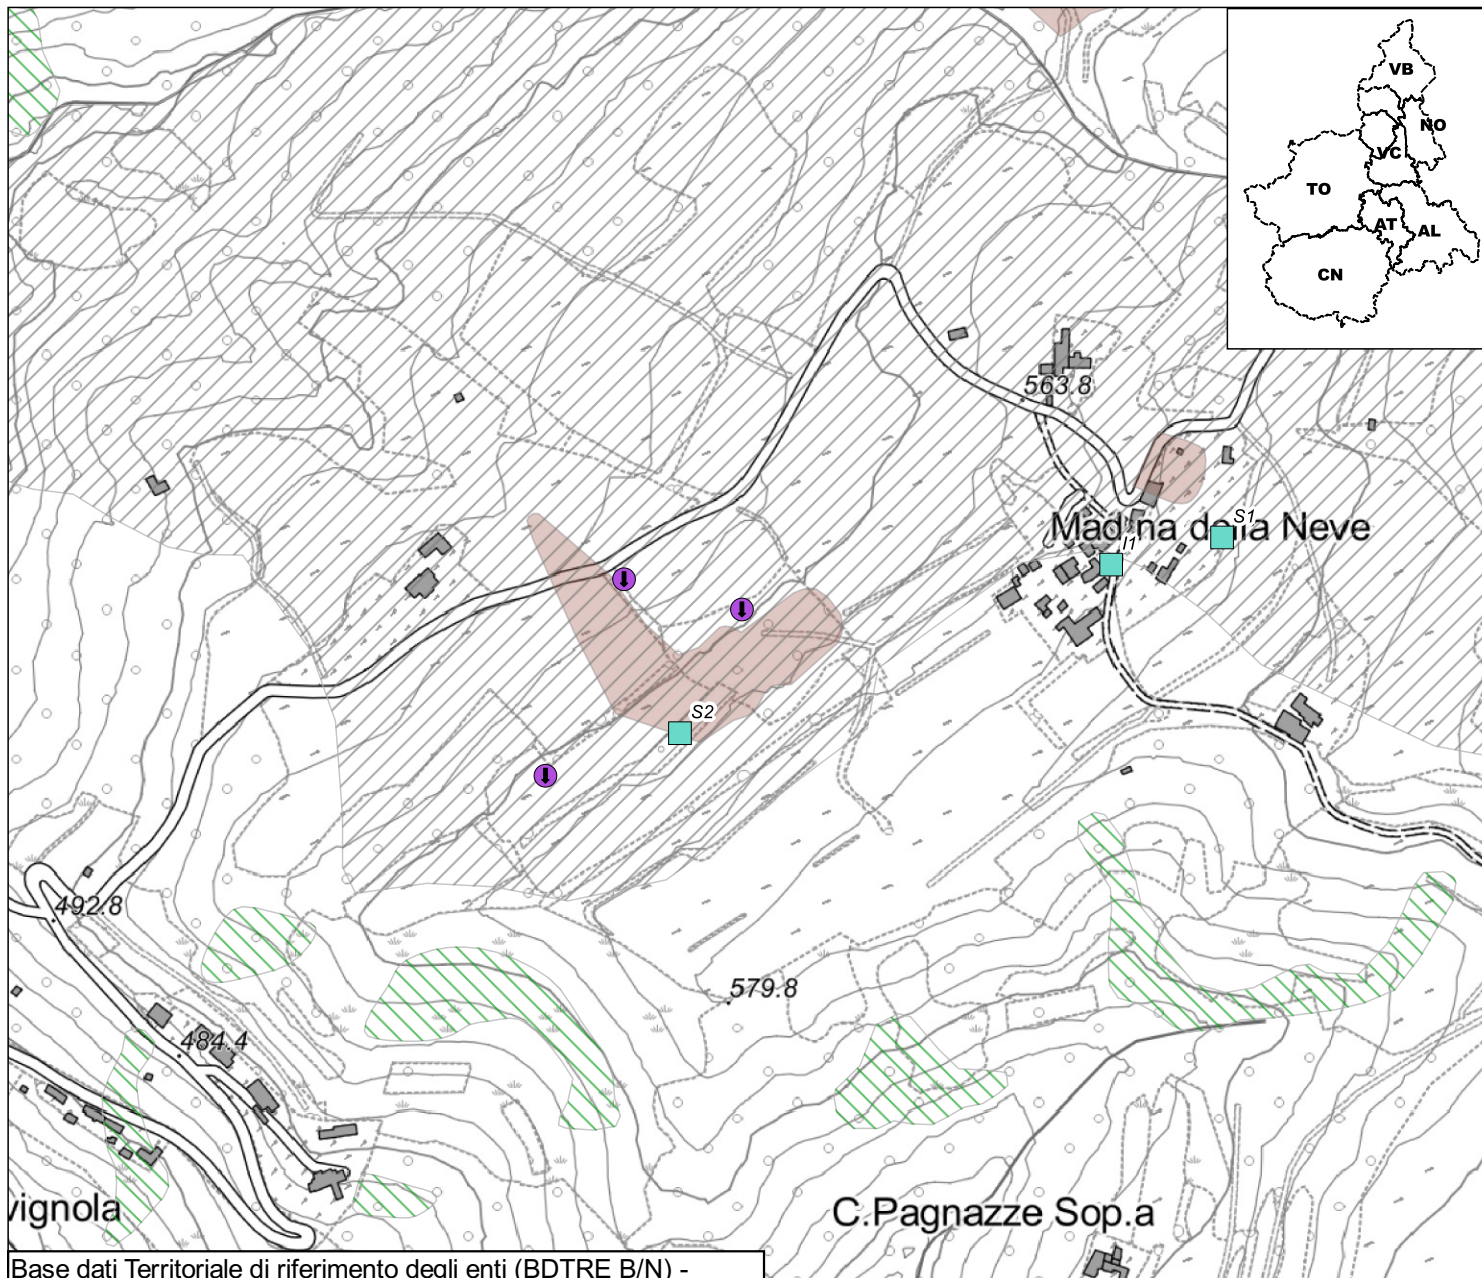 VB
NO
VC
TO
AT
AL
CN
563.8
S1
Mad.na della Neve
I1
S2
492.8
579.8
484.4
vignola
C.Pagnazze Sop.a
Base dati Territoriale di riferimento degli enti (BDTRE B/N) -